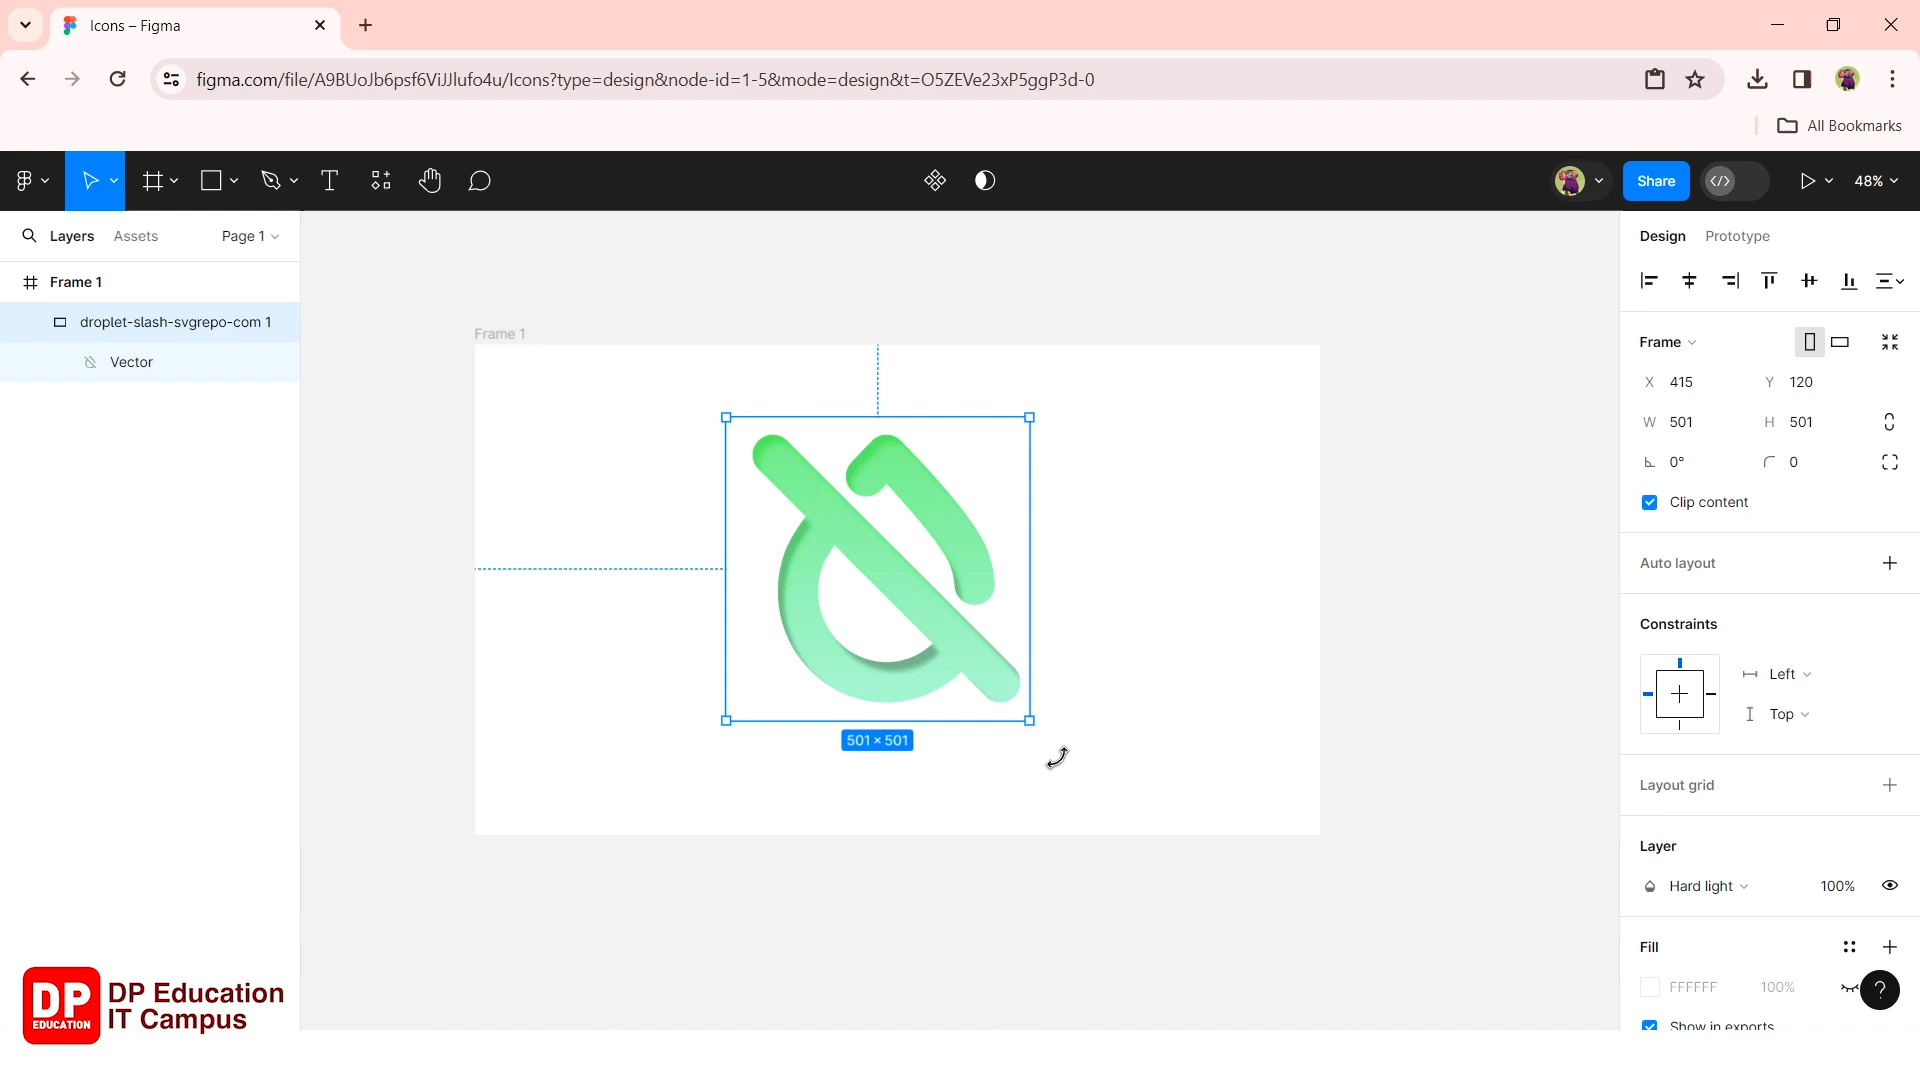 Icons – Figma
figma.com/file/A9BUoJb6psf6ViJJlufo4u/Icons?type=design&node-id=1-5&mode=design&t=O5ZEVe23xP5ggP3d-0
All Bookmarks
Share
48%
Layers Assets Page 1
Design Prototype
Frame 1
droplet-slash-svgrepo-com 1
Vector
Frame 1
501 × 501
Frame
X 415 Y 120
W 501 H 501
0° 0
Clip content
Auto layout
Constraints
Left
Top
Layout grid
Layer
Hard light 100%
Fill
FFFFFF 100%
?
Show in exports
DP
EDUCATION
DP Education
IT Campus